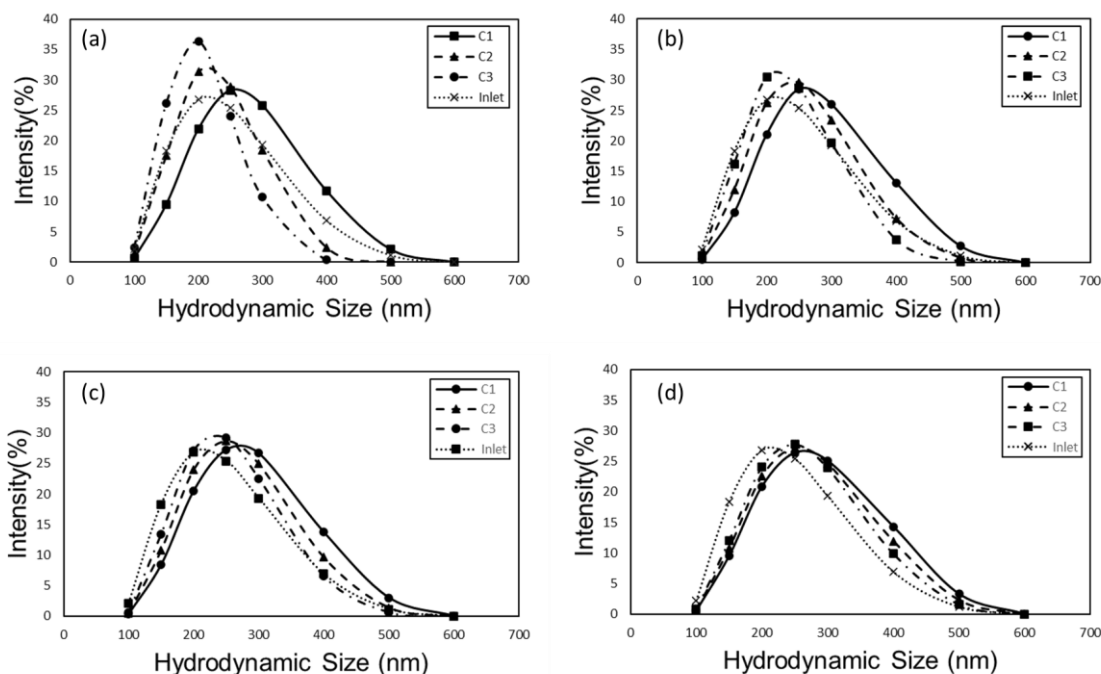 (a)
Intensity(%)
40
35
30
25
20
15
10
5
0
0 100 200 300 400 500 600 700
Hydrodynamic Size (nm)
C1
C2
C3
Inlet
(b)
Intensity(%)
40
35
30
25
20
15
10
5
0
0 100 200 300 400 500 600 700
Hydrodynamic Size (nm)
C1
C2
C3
Inlet
(c)
Intensity(%)
40
35
30
25
20
15
10
5
0
0 100 200 300 400 500 600 700
Hydrodynamic Size (nm)
C1
C2
C3
Inlet
(d)
Intensity(%)
40
35
30
25
20
15
10
5
0
0 100 200 300 400 500 600 700
Hydrodynamic Size (nm)
C1
C2
C3
Inlet